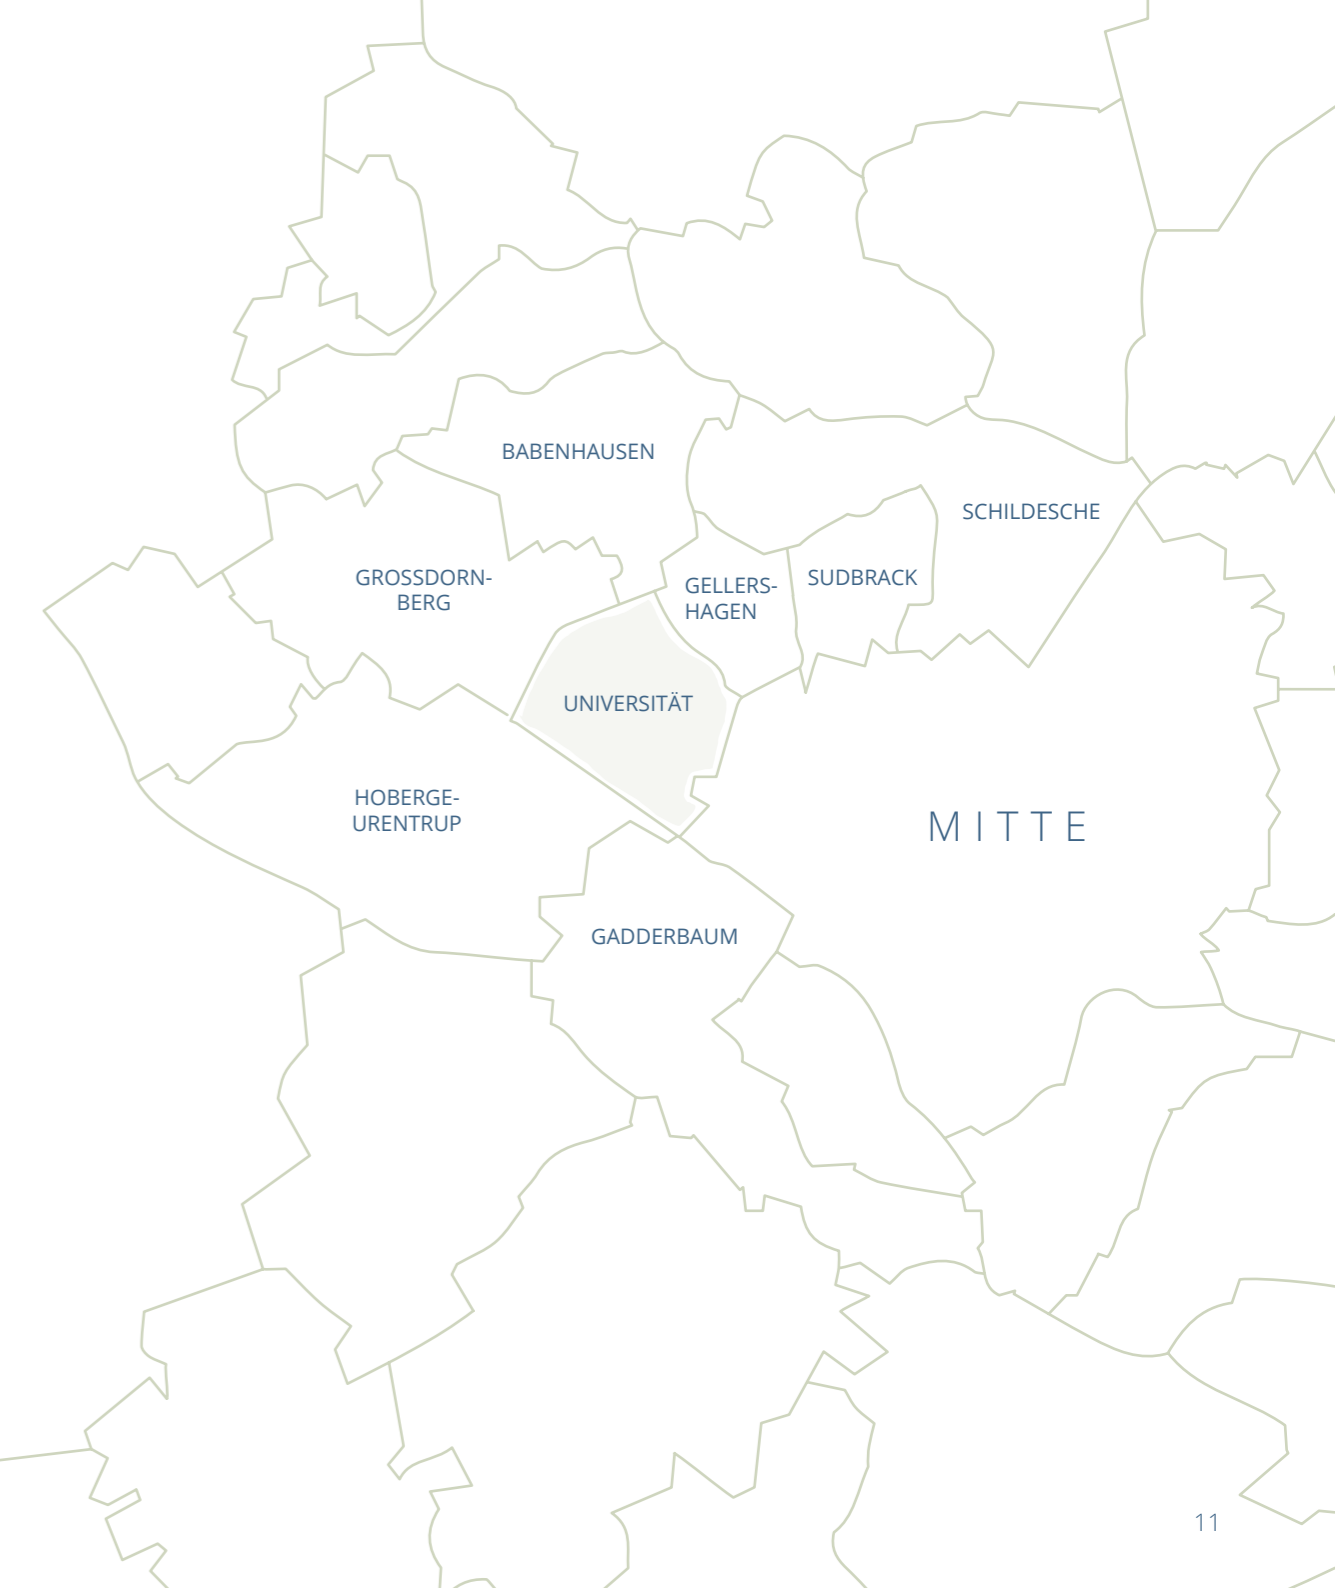 BABENHAUSEN
SCHILDESCHE
GROSSDORN-
BERG
GELLERS-
HAGEN
SUDBRACK
UNIVERSITÄT
HOBERGE-
URENTRUP
MITTE
GADDERBAUM
11